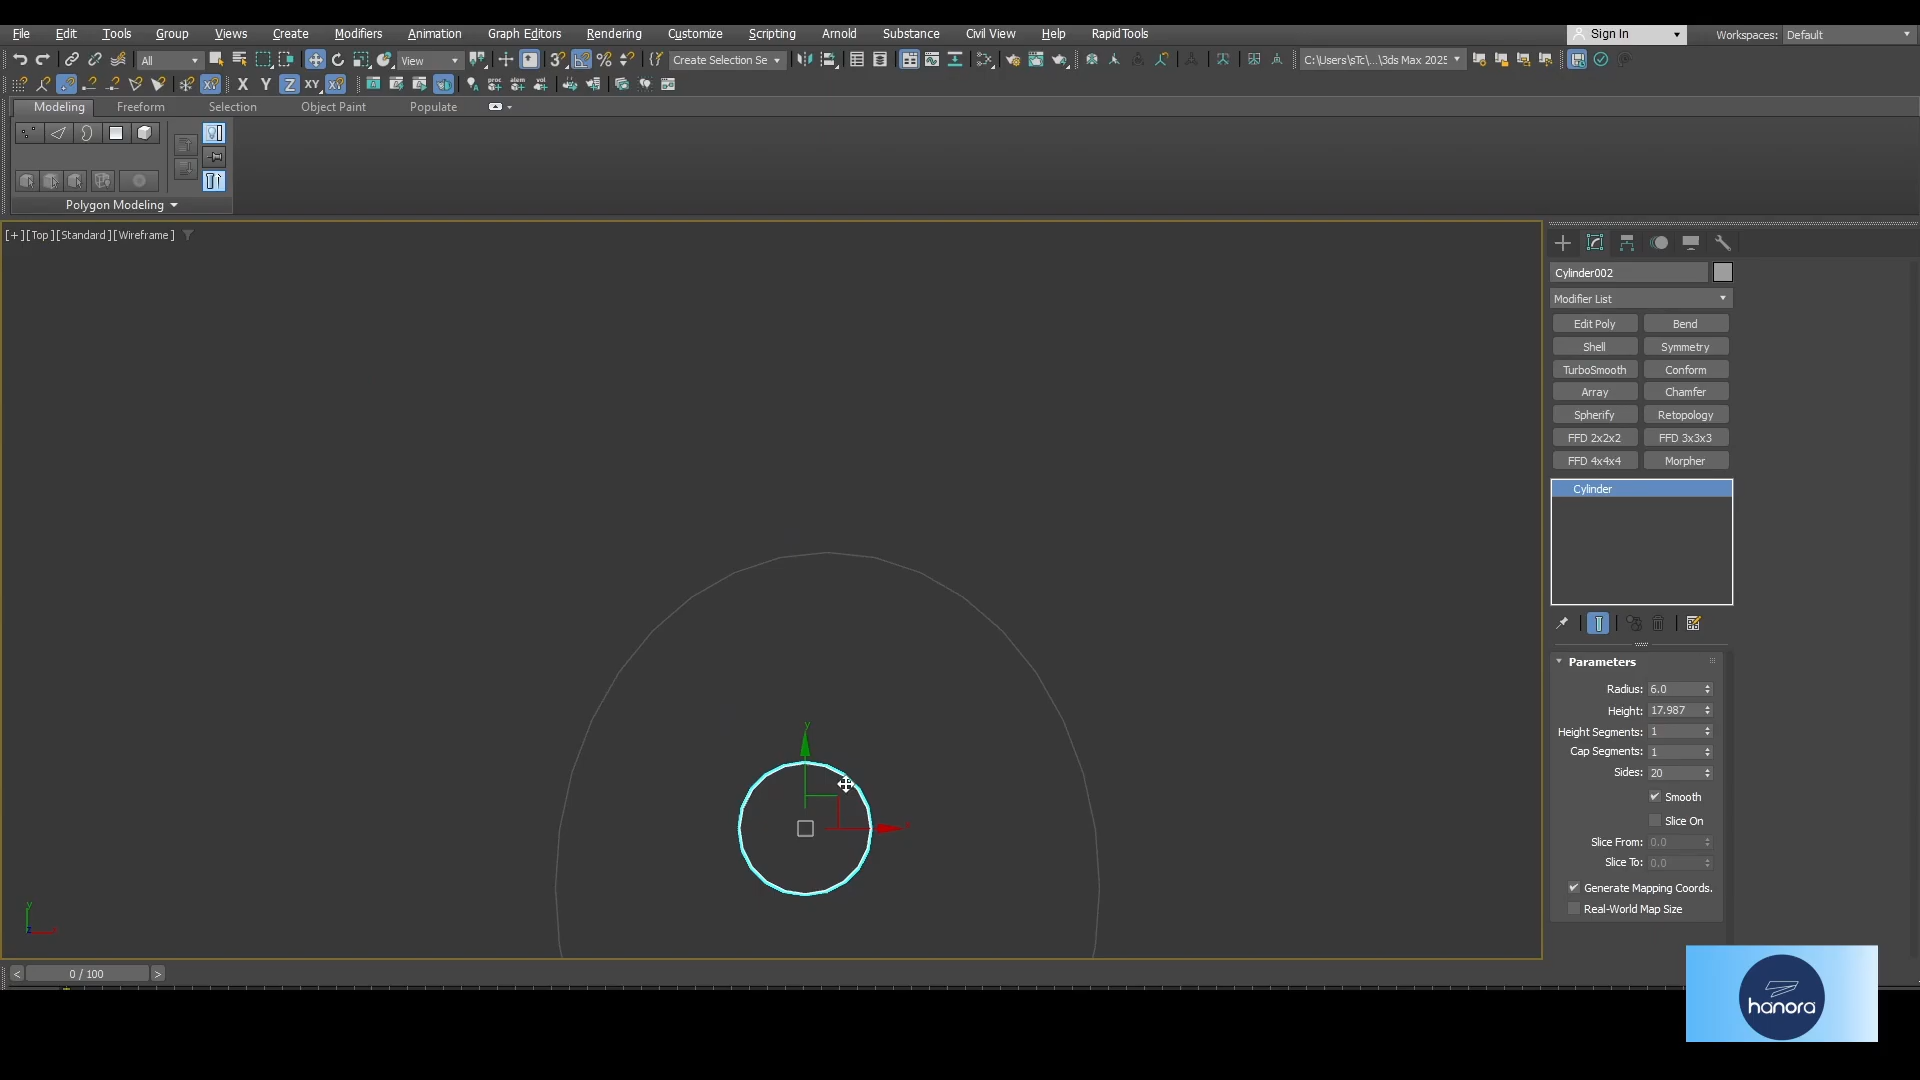 File Edit Tools Group Views Create Modifiers Animation Graph Editors Rendering Customize Scripting Arnold Substance Civil View Help RapidTools Sign In Workspaces: Default
All View Create Selection Se C:\Users\sTc\...\3ds Max 2025
X Y Z XY
Modeling Freeform Selection Object Paint Populate
Polygon Modeling
[+][Top][Standard][Wireframe]
Cylinder002
Modifier List
Edit Poly Bend
Shell Symmetry
TurboSmooth Conform
Array Chamfer
Spherify Retopology
FFD 2x2x2 FFD 3x3x3
FFD 4x4x4 Morpher
Cylinder
Parameters
Radius: 6.0
Height: 17.987
Height Segments: 1
Cap Segments: 1
Sides: 20
Smooth
Slice On
Slice From: 0.0
Slice To: 0.0
Generate Mapping Coords.
Real-World Map Size
y
y
< 0 / 100 >
hanora